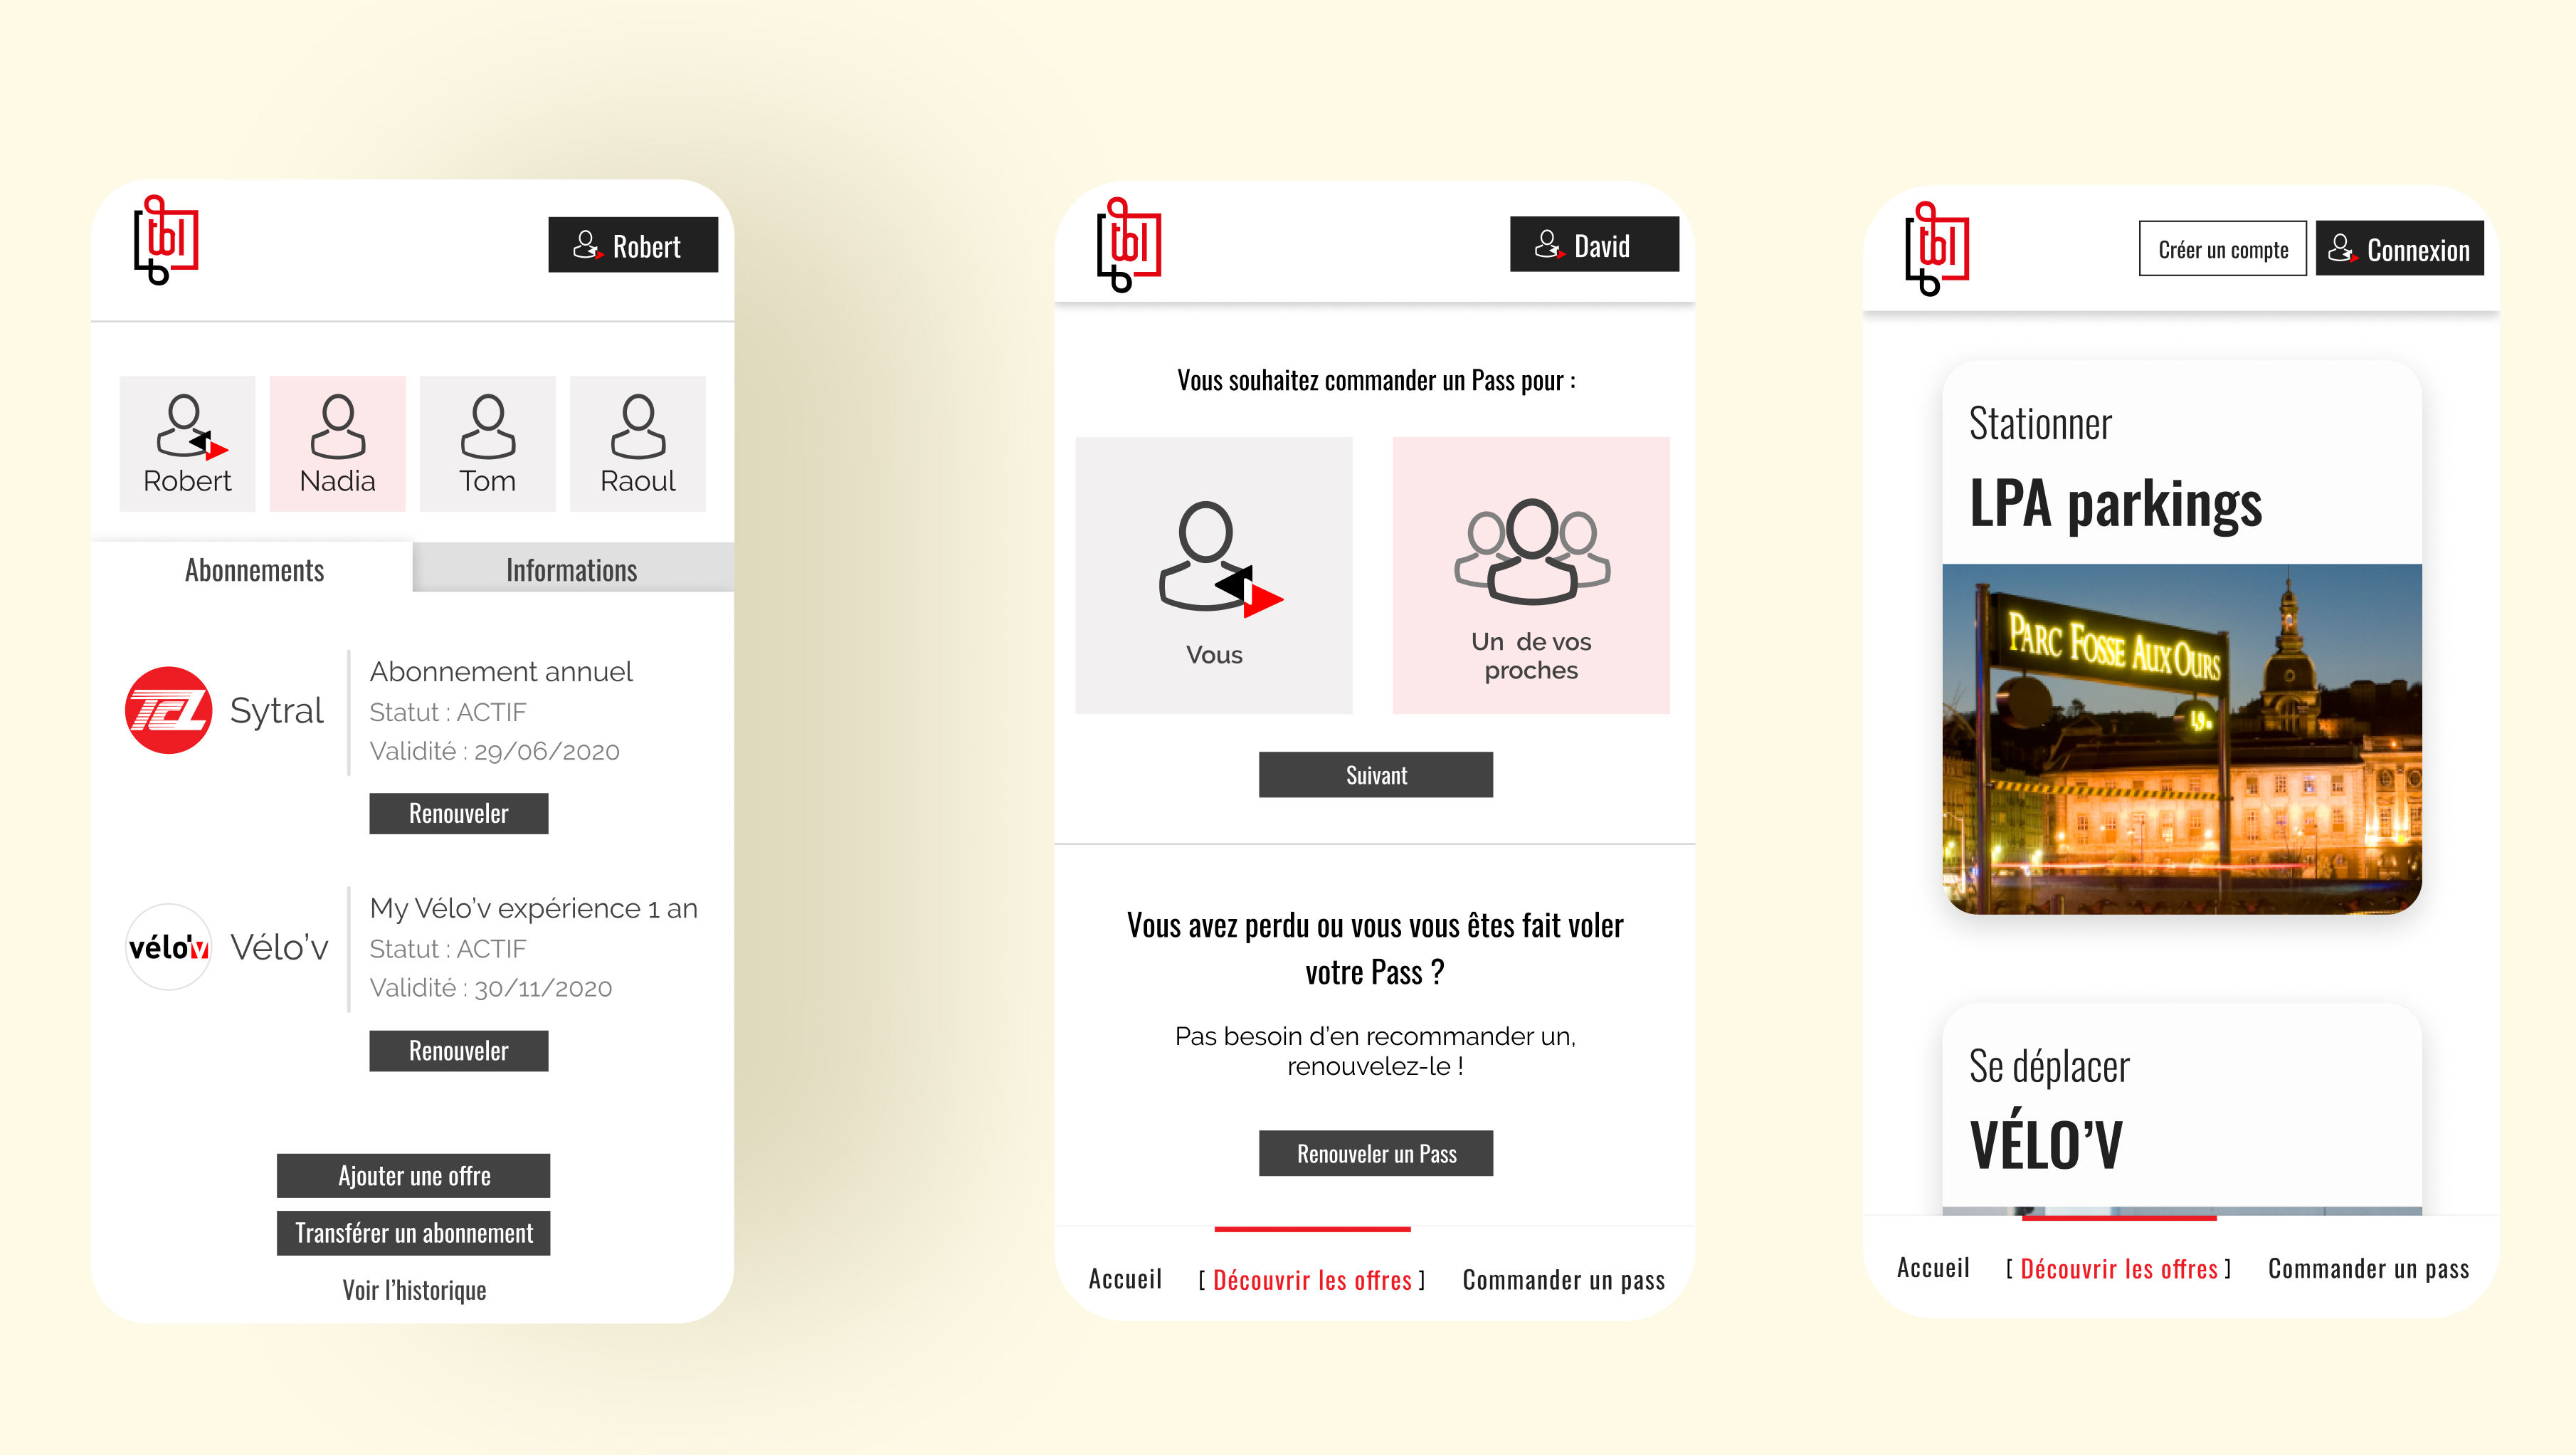 tbl
Robert
Robert
Nadia
Tom
Raoul
Abonnements
Informations
TCL
Sytral
Abonnement annuel
Statut : ACTIF
Validité : 29/06/2020
Renouveler
vélo'v
Vélo'v
My Vélo'v expérience 1 an
Statut : ACTIF
Validité : 30/11/2020
Renouveler
Ajouter une offre
Transférer un abonnement
Voir l'historique
tbl
David
Vous souhaitez commander un Pass pour :
Vous
Un de vos
proches
Suivant
Vous avez perdu ou vous vous êtes fait voler
votre Pass ?
Pas besoin d'en recommander un,
renouvelez-le !
Renouveler un Pass
Accueil
[ Découvrir les offres ]
Commander un pass
tbl
Créer un compte
Connexion
Stationner
LPA parkings
PARC FOSSE AUX OURS
1,9 m
Se déplacer
VÉLO'V
Accueil
[ Découvrir les offres ]
Commander un pass